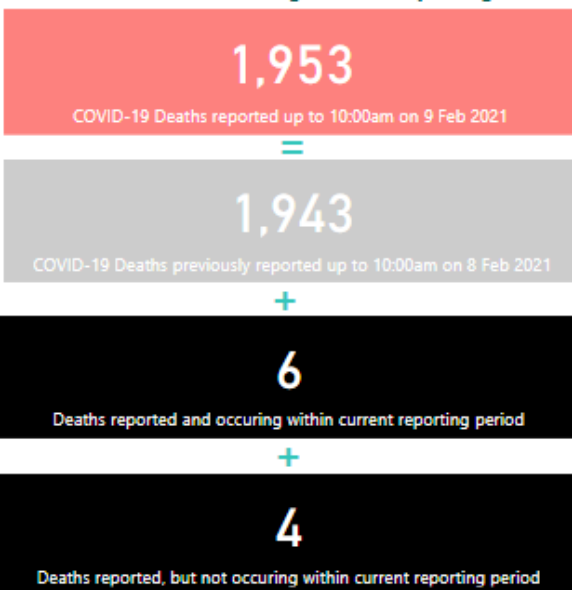 1,953
COVID-19 Deaths reported up to 10:00am on 9 Feb 2021
=
1,943
COVID-19 Deaths previously reported up to 10:00am on 8 Feb 2021
+
6
Deaths reported and occuring within current reporting period
+
4
Deaths reported, but not occuring within current reporting period